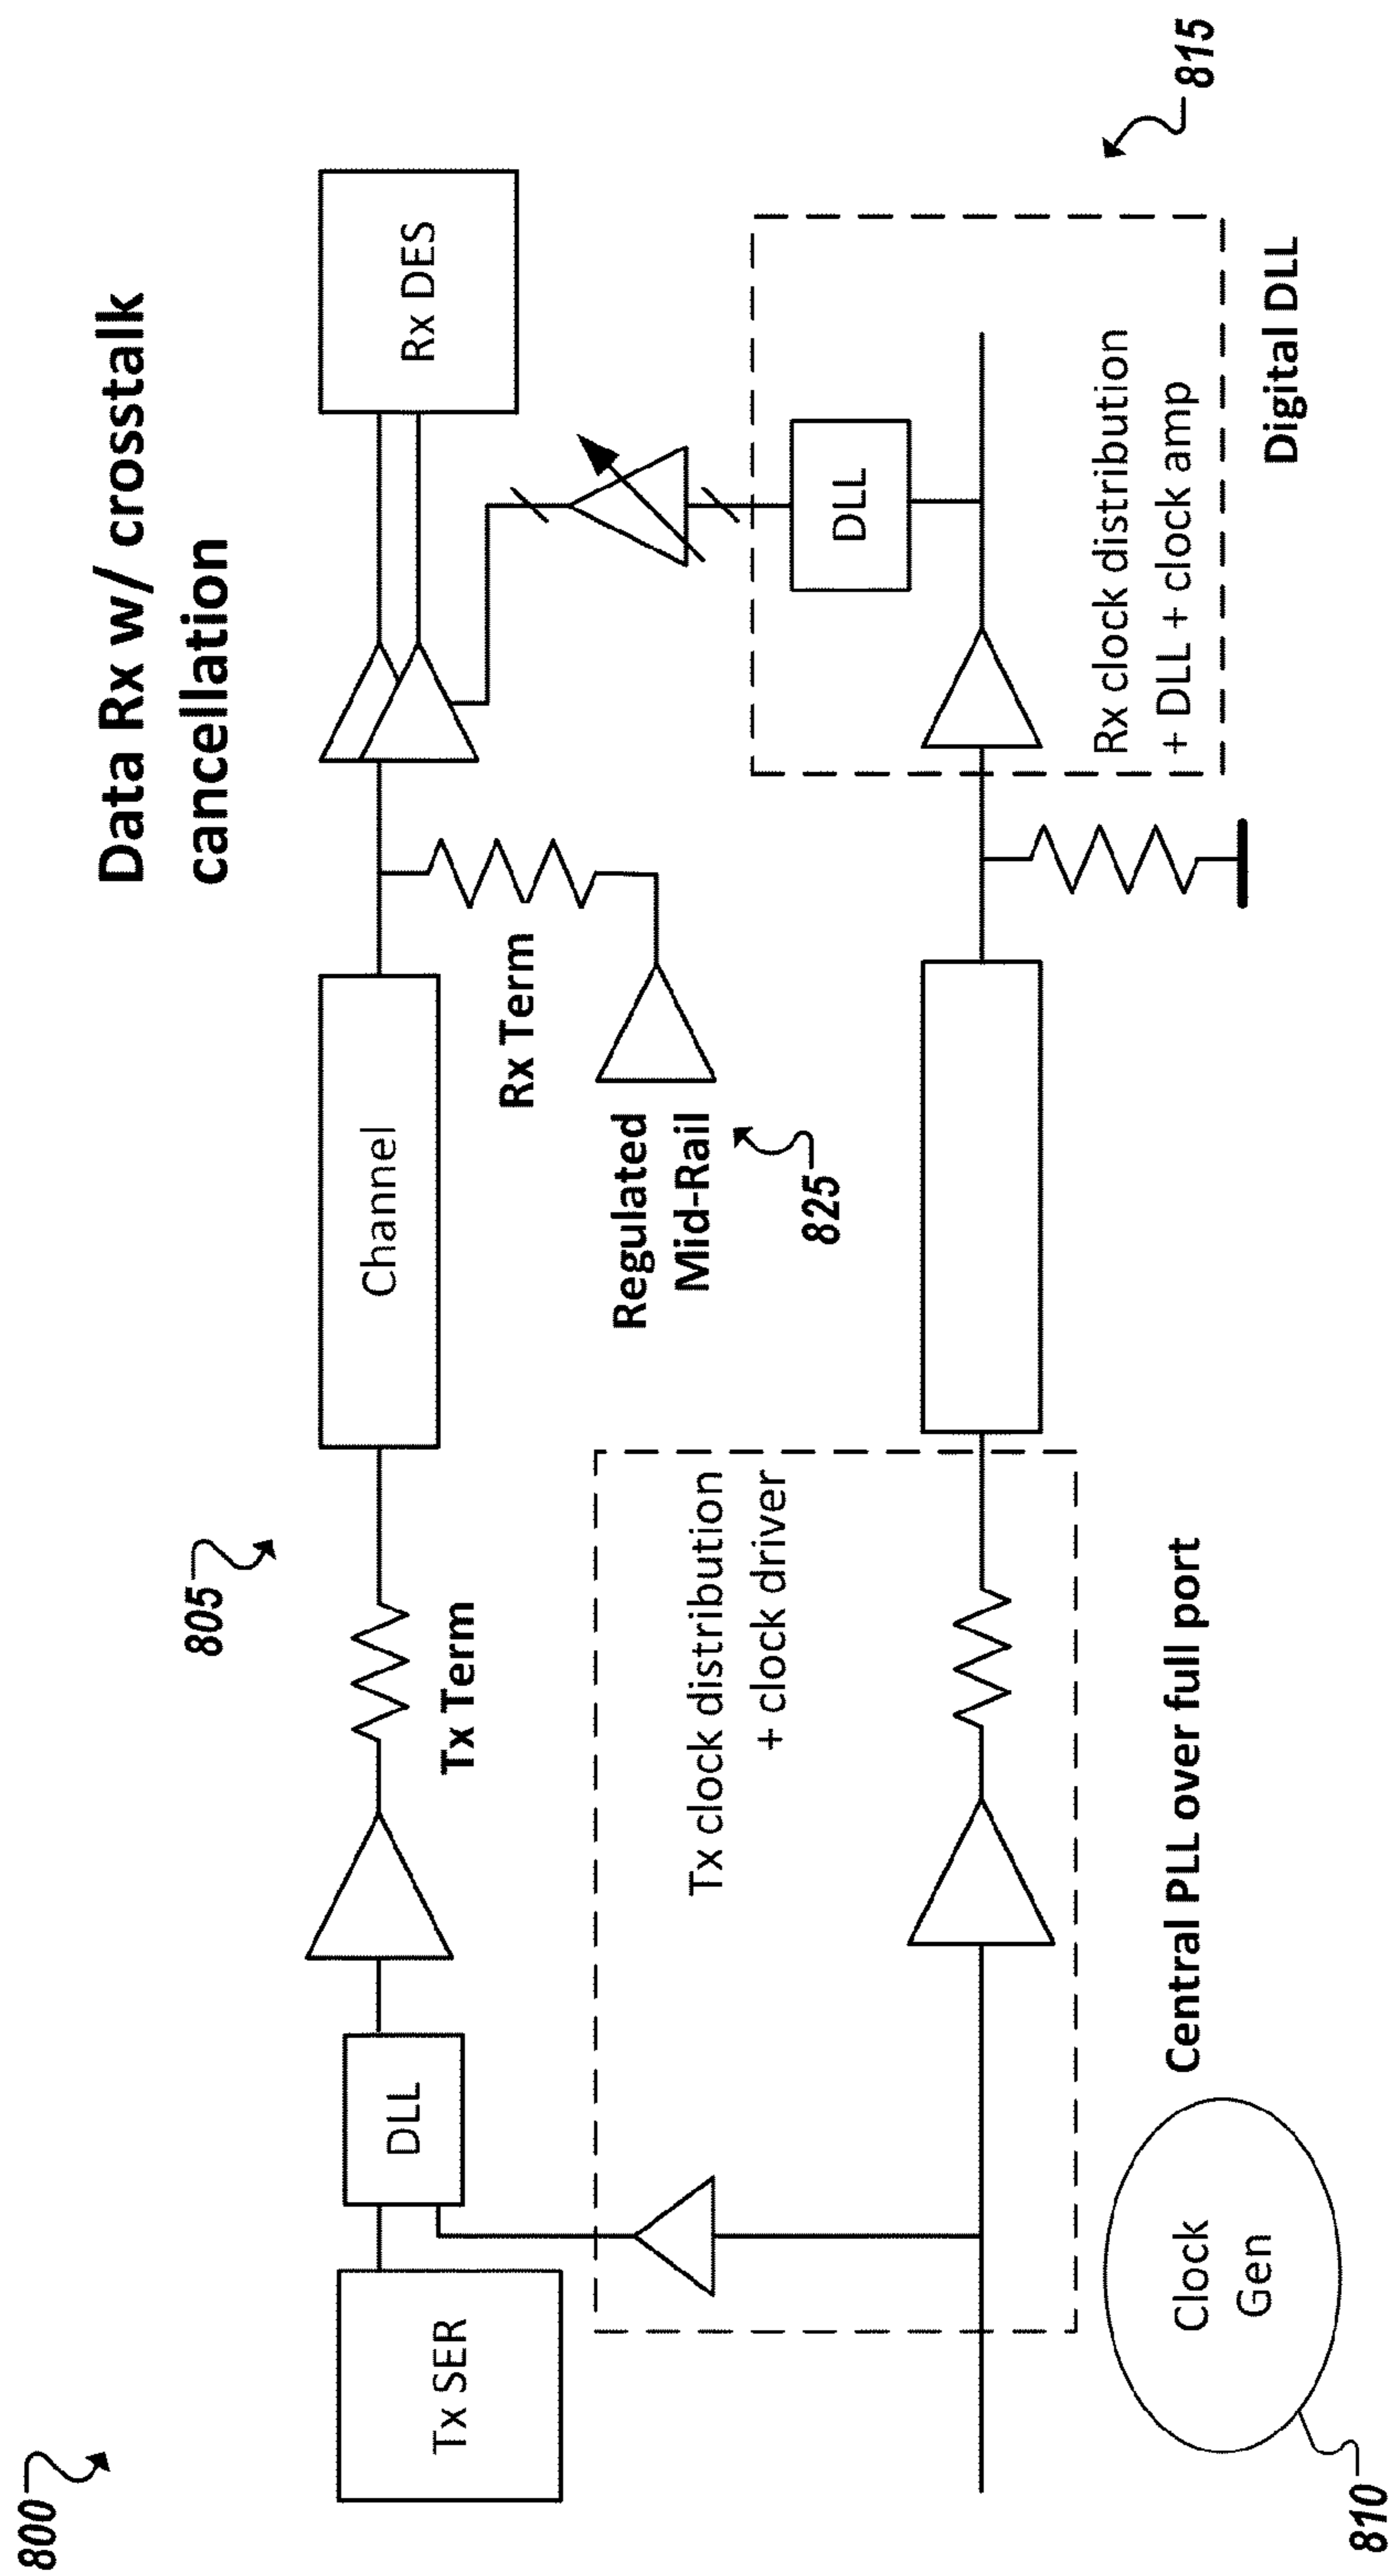 800
805
Data Rx w/ crosstalk
cancellation
Tx SER
DLL
Tx Term
Channel
Rx Term
Regulated
Mid-Rail
825
Rx DES
Tx clock distribution
+ clock driver
DLL
Rx clock distribution
+ DLL + clock amp
815
Clock
Gen
810
Central PLL over full port
Digital DLL